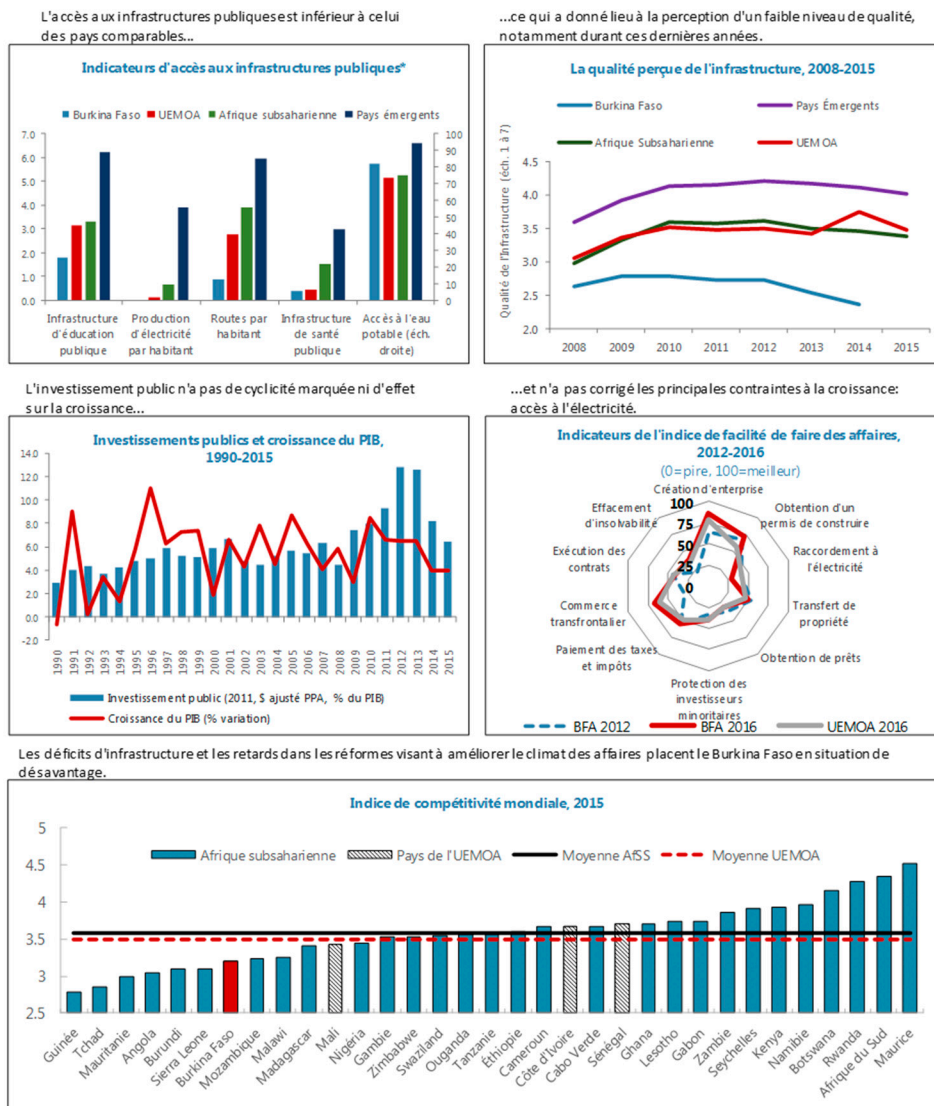 L'accès aux infrastructures publiques est inférieur à celui
des pays comparables...
Indicateurs d'accès aux infrastructures publiques*
Burkina Faso UEMOA Afrique subsaharienne Pays émergents
7.0
6.0
5.0
4.0
3.0
2.0
1.0
0.0
100
90
80
70
60
50
40
30
20
10
0
Infrastructure
d'éducation
publique
Production
d'électricité
par habitant
Routes par
habitant
Infrastructure
de santé
publique
Accès à l'eau
potable (éch.
droite)
...ce qui a donné lieu à la perception d'un faible niveau de qualité,
notamment durant ces dernières années.
La qualité perçue de l'infrastructure, 2008-2015
Burkina Faso Pays Émergents
Afrique Subsaharienne UEMOA
Qualité de l'Infrastructure (éch. 1 à 7)
4.5
4.0
3.5
3.0
2.5
2.0
2008 2009 2010 2011 2012 2013 2014 2015
L'investissement public n'a pas de cyclicité marquée ni d'effet
sur la croissance...
Investissements publics et croissance du PIB,
1990-2015
14.0
12.0
10.0
8.0
6.0
4.0
2.0
0.0
-2.0
1990 1991 1992 1993 1994 1995 1996 1997 1998 1999 2000 2001 2002 2003 2004 2005 2006 2007 2008 2009 2010 2011 2012 2013 2014 2015
Investissement public (2011, $ ajusté PPA, % du PIB)
Croissance du PIB (% variation)
...et n'a pas corrigé les principales contraintes à la croissance:
accès à l'électricité.
Indicateurs de l'indice de facilité de faire des affaires,
2012-2016
(0=pire, 100=meilleur)
Création d'enterprise
Obtention d'un
permis de construire
Raccordement à
l'électricité
Transfert de
propriété
Obtention de prêts
Protection des
investisseurs
minoritaires
Paiement des taxes
et impôts
Commerce
transfrontalier
Exécution des
contrats
Effacement
d'insolvabilité
100
75
50
25
0
BFA 2012 BFA 2016 UEMOA 2016
Les déficits d'infrastructure et les retards dans les réformes visant à améliorer le climat des affaires placent le Burkina Faso en situation de
désavantage.
Indice de compétitivité mondiale, 2015
Afrique subsaharienne Pays de l'UEMOA Moyenne AfSS Moyenne UEMOA
5
4.5
4
3.5
3
2.5
Guinée
Tchad
Mauritanie
Angola
Burundi
Sierra Leone
Burkina Faso
Mozambique
Malawi
Madagascar
Mali
Nigéria
Gambie
Zimbabwe
Swaziland
Ouganda
Tanzanie
Éthiopie
Cameroun
Côte d'Ivoire
Cabo Verde
Sénégal
Ghana
Lesotho
Gabon
Zambie
Seychelles
Kenya
Namibie
Botswana
Rwanda
Afrique du Sud
Maurice